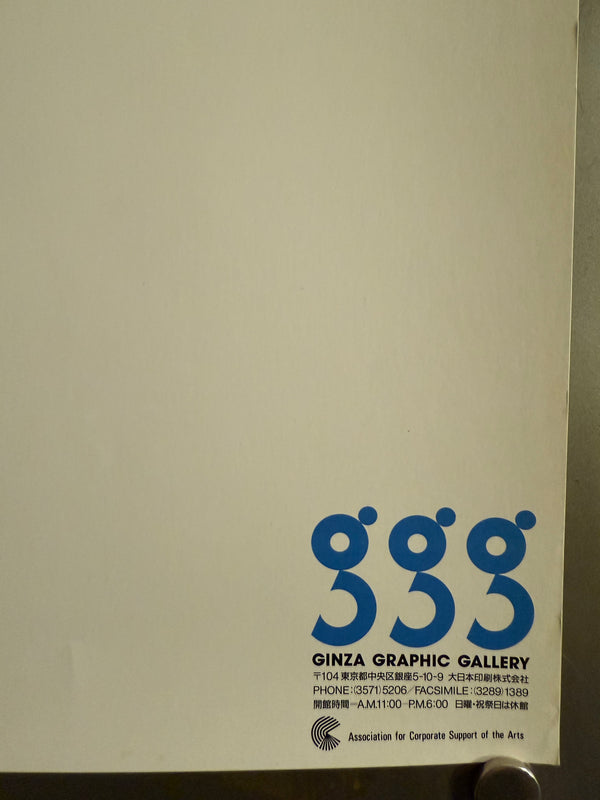 ggg
GINZA GRAPHIC GALLERY
〒104 東京都中央区銀座5-10-9 大日本印刷株式会社
PHONE:(3571)5206/FACSIMILE:(3289)1389
開館時間—A.M.11:00—P.M.6:00 日曜・祝祭日は休館
Association for Corporate Support of the Arts